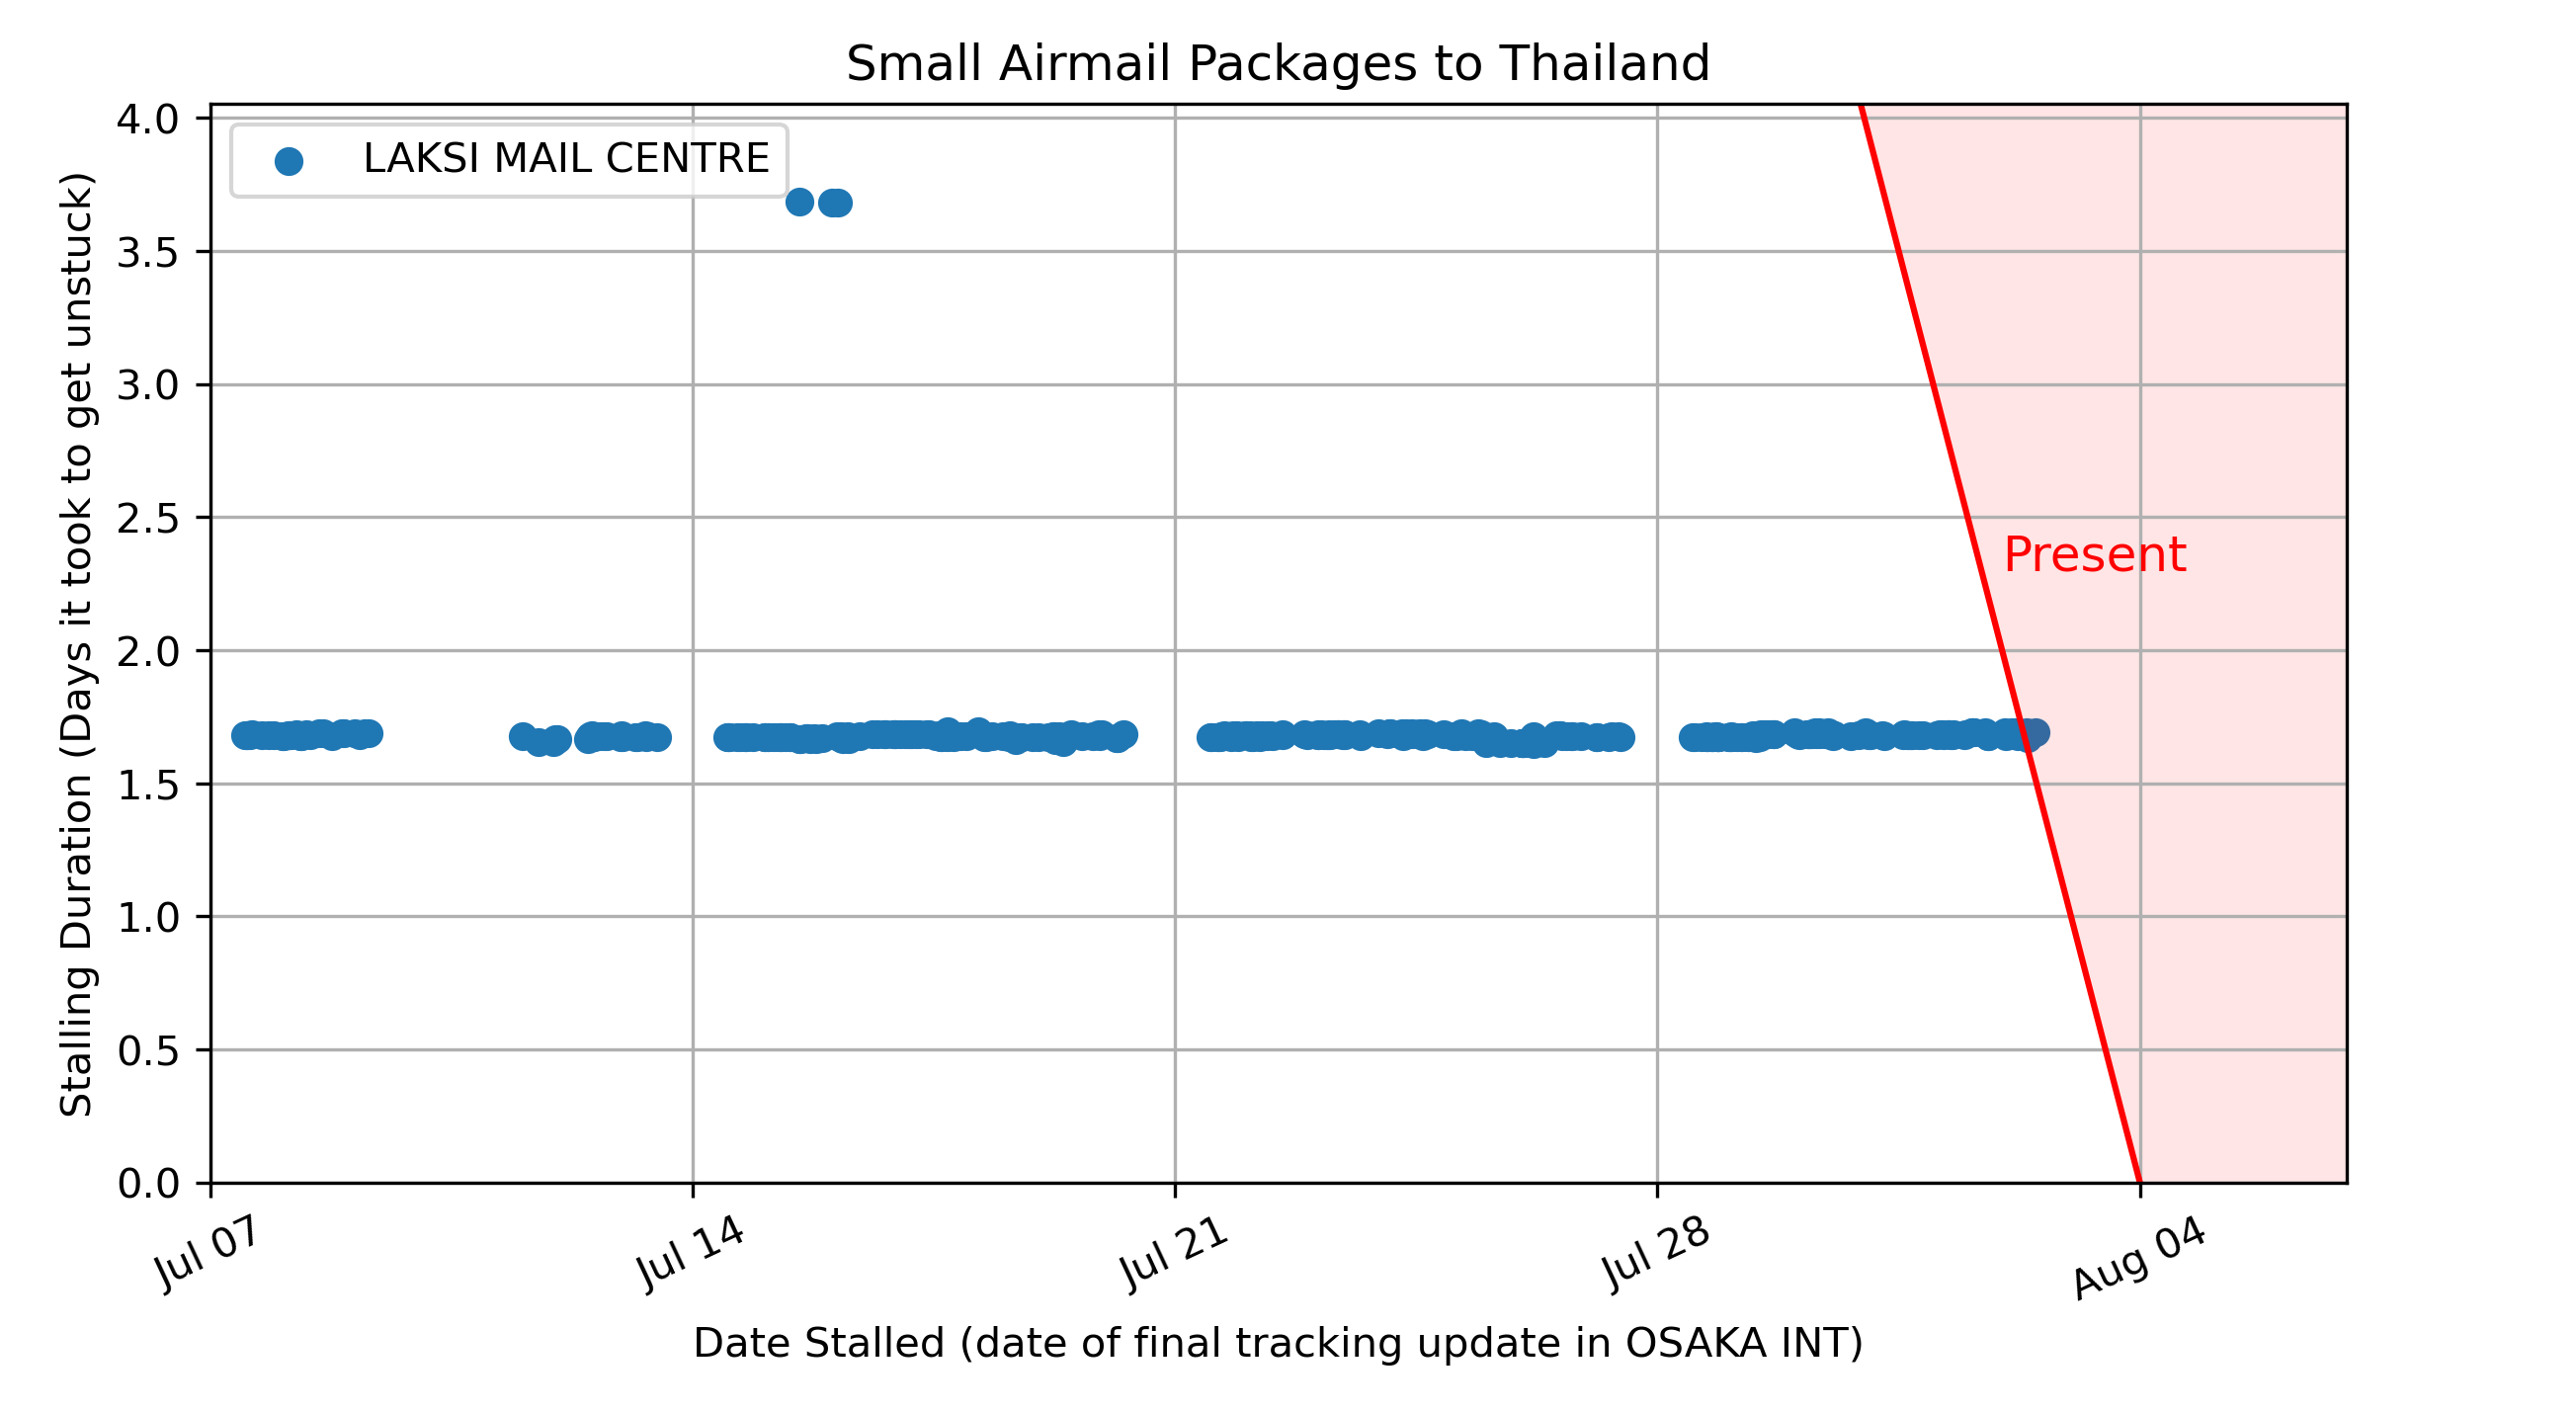 Small Airmail Packages to Thailand
LAKSI MAIL CENTRE
Stalling Duration (Days it took to get unstuck)
4.0
3.5
3.0
2.5
2.0
1.5
1.0
0.5
0.0
Present
Jul 07
Jul 14
Jul 21
Jul 28
Aug 04
Date Stalled (date of final tracking update in OSAKA INT)